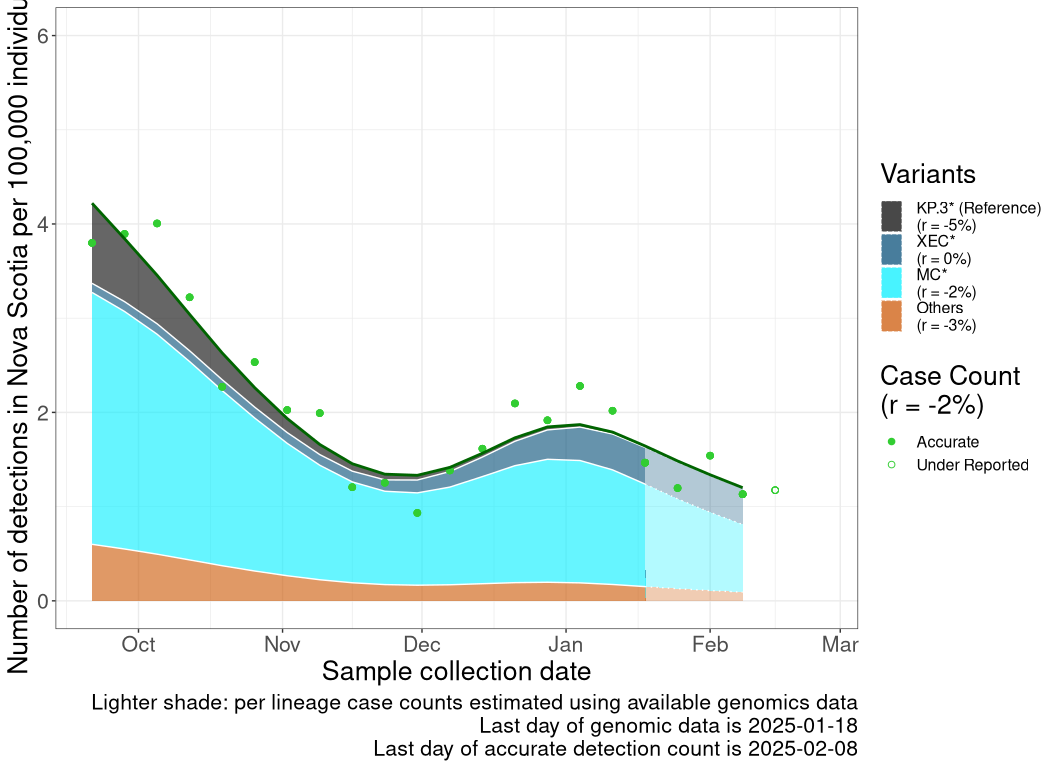 Number of detections in Nova Scotia per 100,000 individu
6
4
2
0
Oct Nov Dec Jan Feb Mar
Sample collection date
Lighter shade: per lineage case counts estimated using available genomics data
Last day of genomic data is 2025-01-18
Last day of accurate detection count is 2025-02-08
Variants
KP.3* (Reference)
(r = -5%)
XEC*
(r = 0%)
MC*
(r = -2%)
Others
(r = -3%)
Case Count
(r = -2%)
Accurate
Under Reported